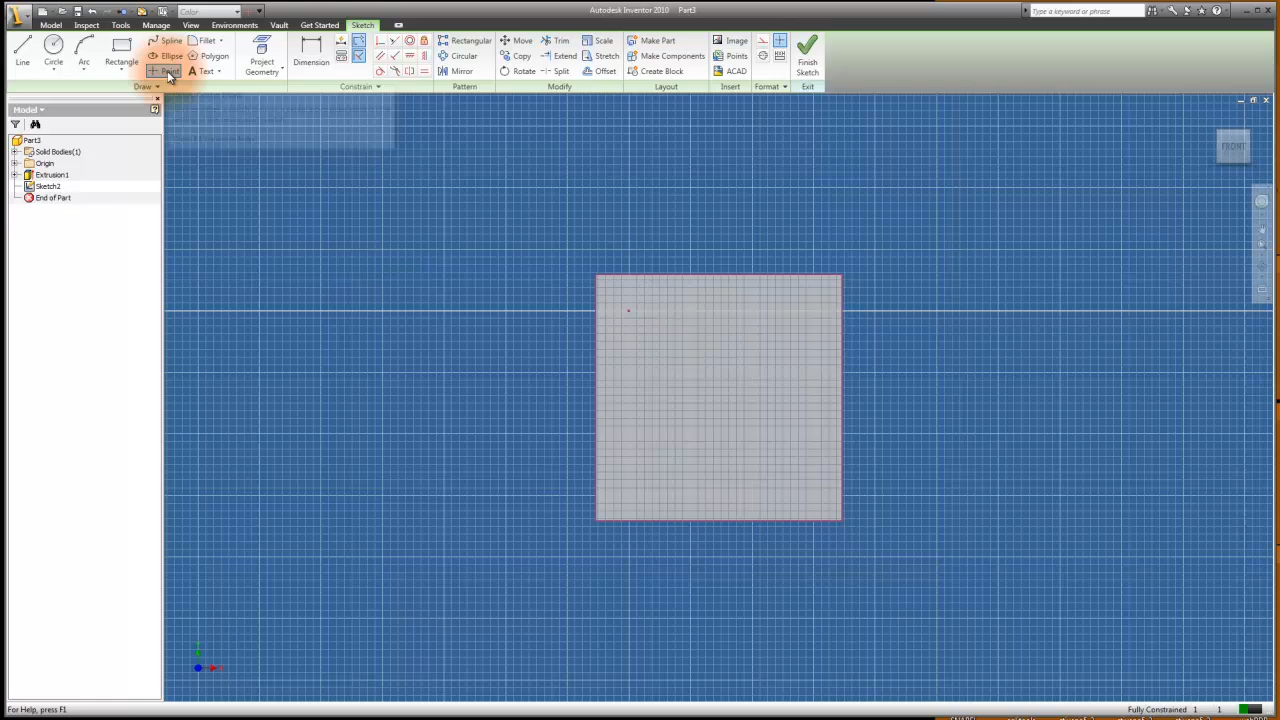 Color
Autodesk Inventor 2010 Part3
Type a keyword or phrase
Model Inspect Tools Manage View Environments Vault Get Started Sketch
Line
Circle
Arc
Rectangle
Spline
Ellipse
Point
Fillet
Polygon
Text
Project
Geometry
Dimension
Rectangular
Circular
Mirror
Move
Copy
Rotate
Trim
Extend
Split
Scale
Stretch
Offset
Make Part
Make Components
Create Block
Image
Points
ACAD
Finish
Sketch
Draw
Constrain
Pattern
Modify
Layout
Insert
Format
Exit
Model
Part3
Solid Bodies(1)
Origin
Extrusion1
Sketch2
End of Part
FRONT
For Help, press F1
Fully Constrained 1 1